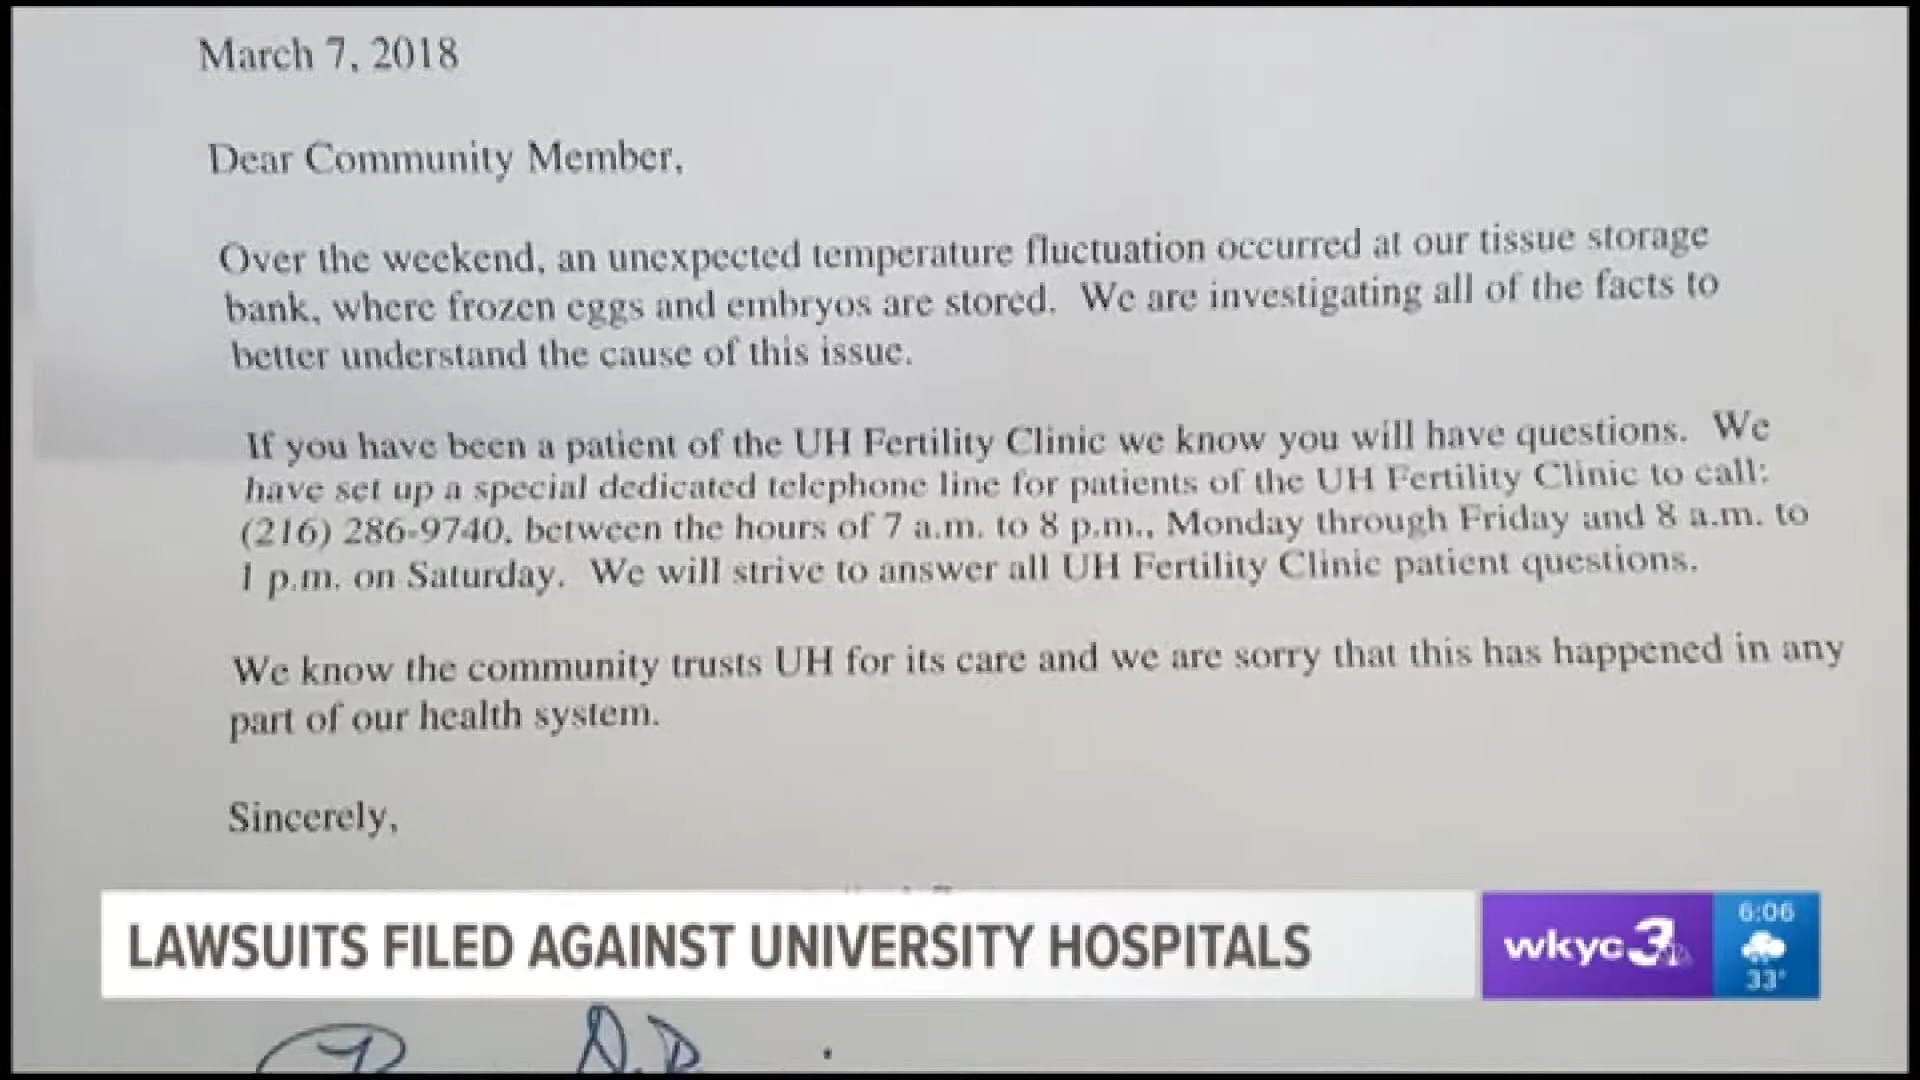 March 7, 2018
Dear Community Member,
Over the weekend, an unexpected temperature fluctuation occurred at our tissue storage
bank, where frozen eggs and embryos are stored.  We are investigating all of the facts to
better understand the cause of this issue.
If you have been a patient of the UH Fertility Clinic we know you will have questions.  We
have set up a special dedicated telephone line for patients of the UH Fertility Clinic to call:
(216) 286-9740, between the hours of 7 a.m. to 8 p.m., Monday through Friday and 8 a.m. to
1 p.m. on Saturday.  We will strive to answer all UH Fertility Clinic patient questions.
We know the community trusts UH for its care and we are sorry that this has happened in any
part of our health system.
Sincerely,
LAWSUITS FILED AGAINST UNIVERSITY HOSPITALS
wkyc 3
6:06
33°